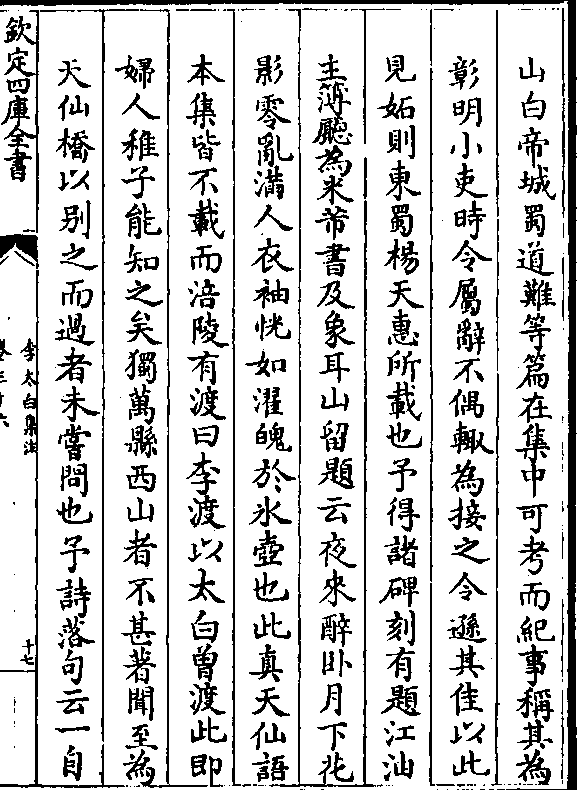 山白帝城蜀道難等篇在集中可考而紀事稱其為
彰明小吏時令屬辭不偶輙為接之令遜其佳以此
見妬則東蜀楊天惠所載也予得諸碑刻有題江油
主簿廳為米芾書及象耳山留題云夜來醉卧月下花
影零亂滿人衣袖恍如濯魄於氷壺也此真天仙語
本集皆不載而涪陵有渡曰李渡以太白曾渡此即
婦人稚子能知之矣獨萬縣西山者不甚著聞至為
天仙橋以别之而過者未嘗問也予詩落句云一自
欽定四庫全書
李太白集注
卷三十六
十七